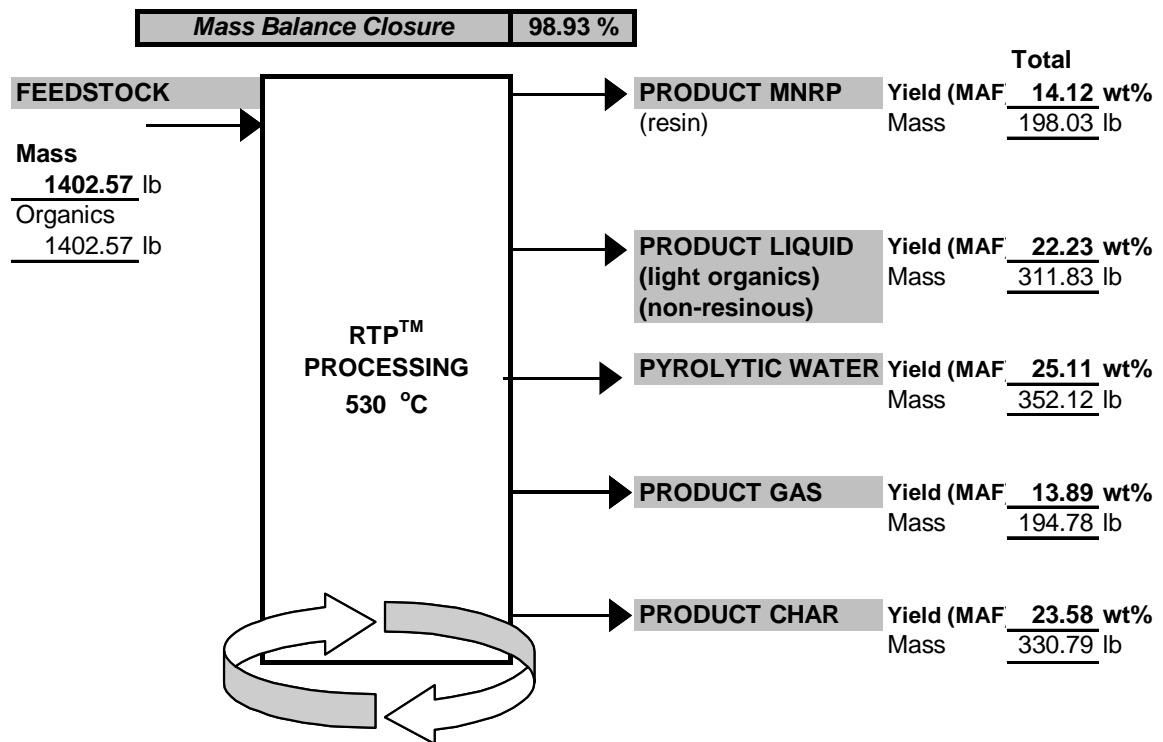 Mass Balance Closure 98.93 %
Total
FEEDSTOCK
Mass
1402.57 lb
Organics
1402.57 lb
RTP™
PROCESSING
530 °C
PRODUCT MNRP Yield (MAF) 14.12 wt%
(resin) Mass 198.03 lb
PRODUCT LIQUID Yield (MAF) 22.23 wt%
(light organics) Mass 311.83 lb
(non-resinous)
PYROLYTIC WATER Yield (MAF) 25.11 wt%
Mass 352.12 lb
PRODUCT GAS Yield (MAF) 13.89 wt%
Mass 194.78 lb
PRODUCT CHAR Yield (MAF) 23.58 wt%
Mass 330.79 lb